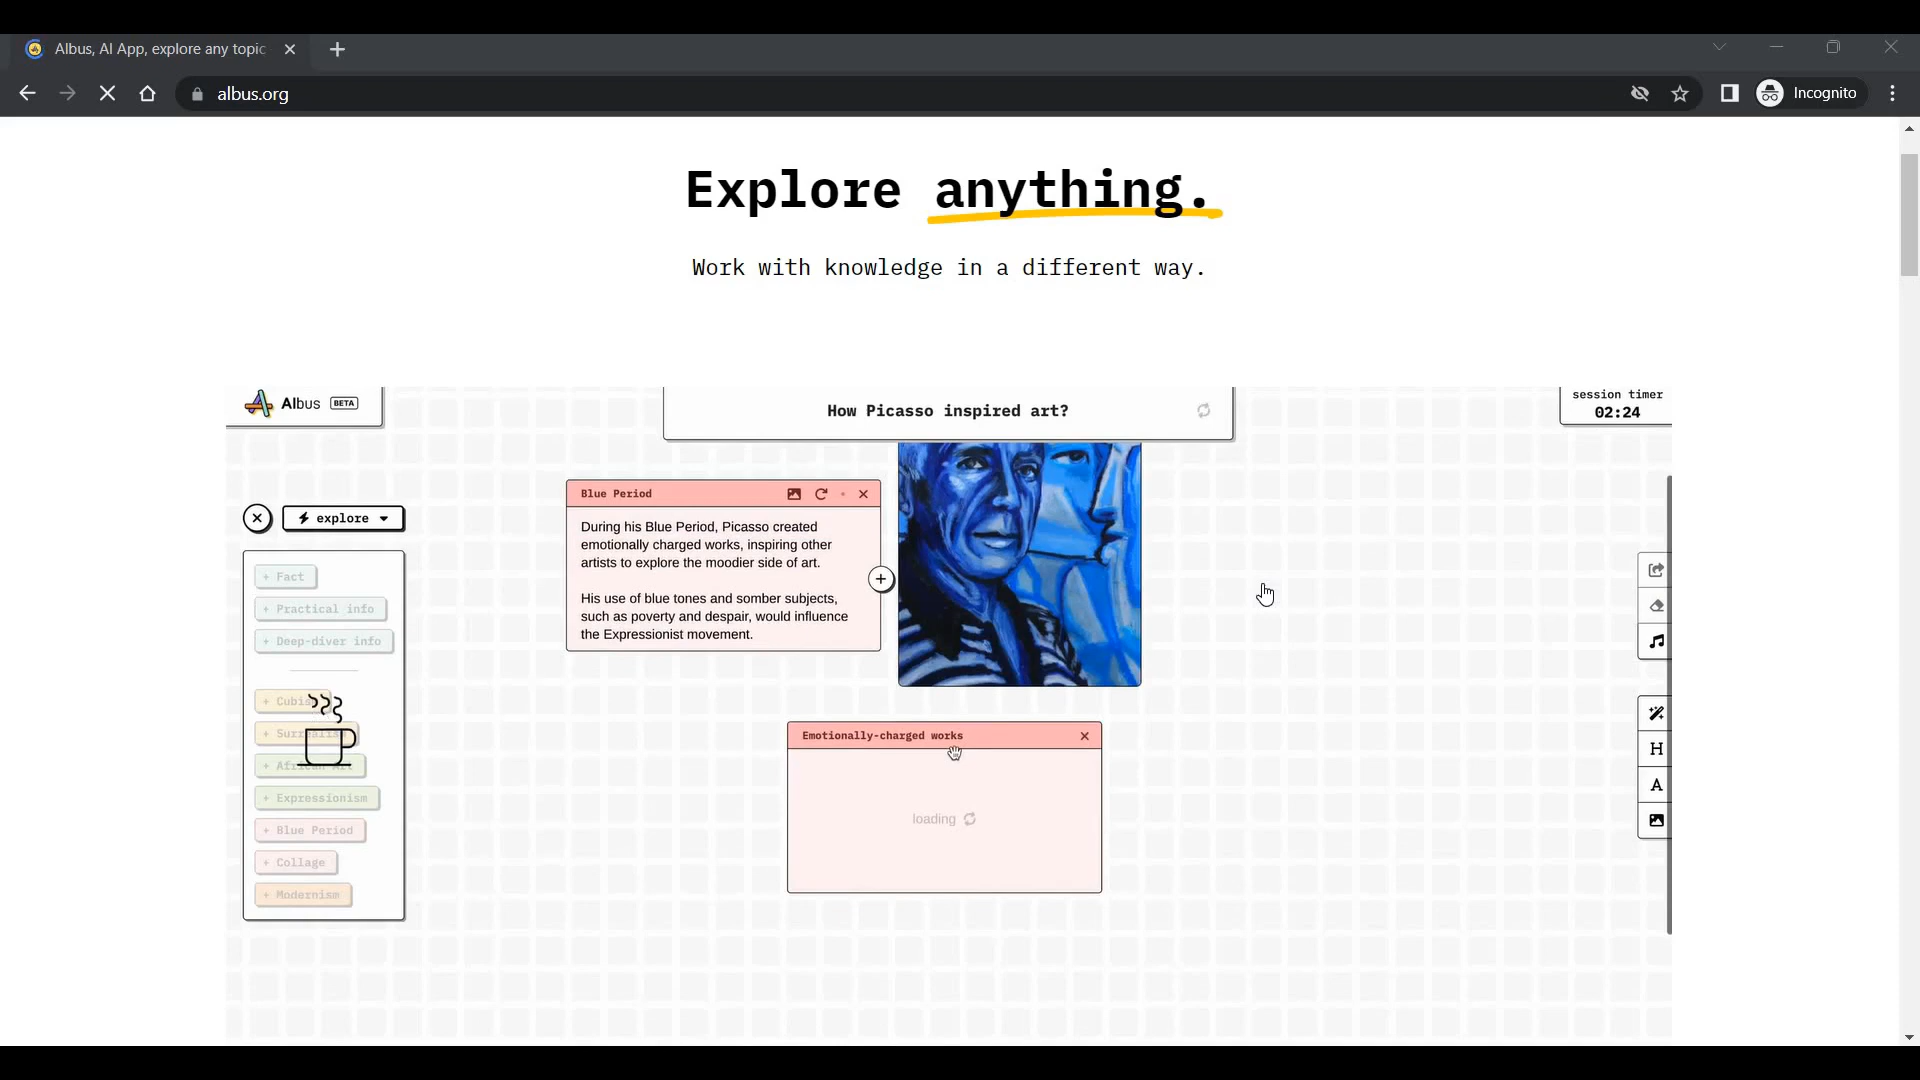 Albus, AI App, explore any topic
albus.org
Incognito
Explore anything.
Work with knowledge in a different way.
Albus BETA
How Picasso inspired art?
session timer
02:24
explore
+ Fact
+ Practical info
+ Deep-diver info
+ Cubis
+ Surrealism
+ African Art
+ Expressionism
+ Blue Period
+ Collage
+ Modernism
Blue Period
During his Blue Period, Picasso created
emotionally charged works, inspiring other
artists to explore the moodier side of art.
His use of blue tones and somber subjects,
such as poverty and despair, would influence
the Expressionist movement.
Emotionally-charged works
loading
H
A